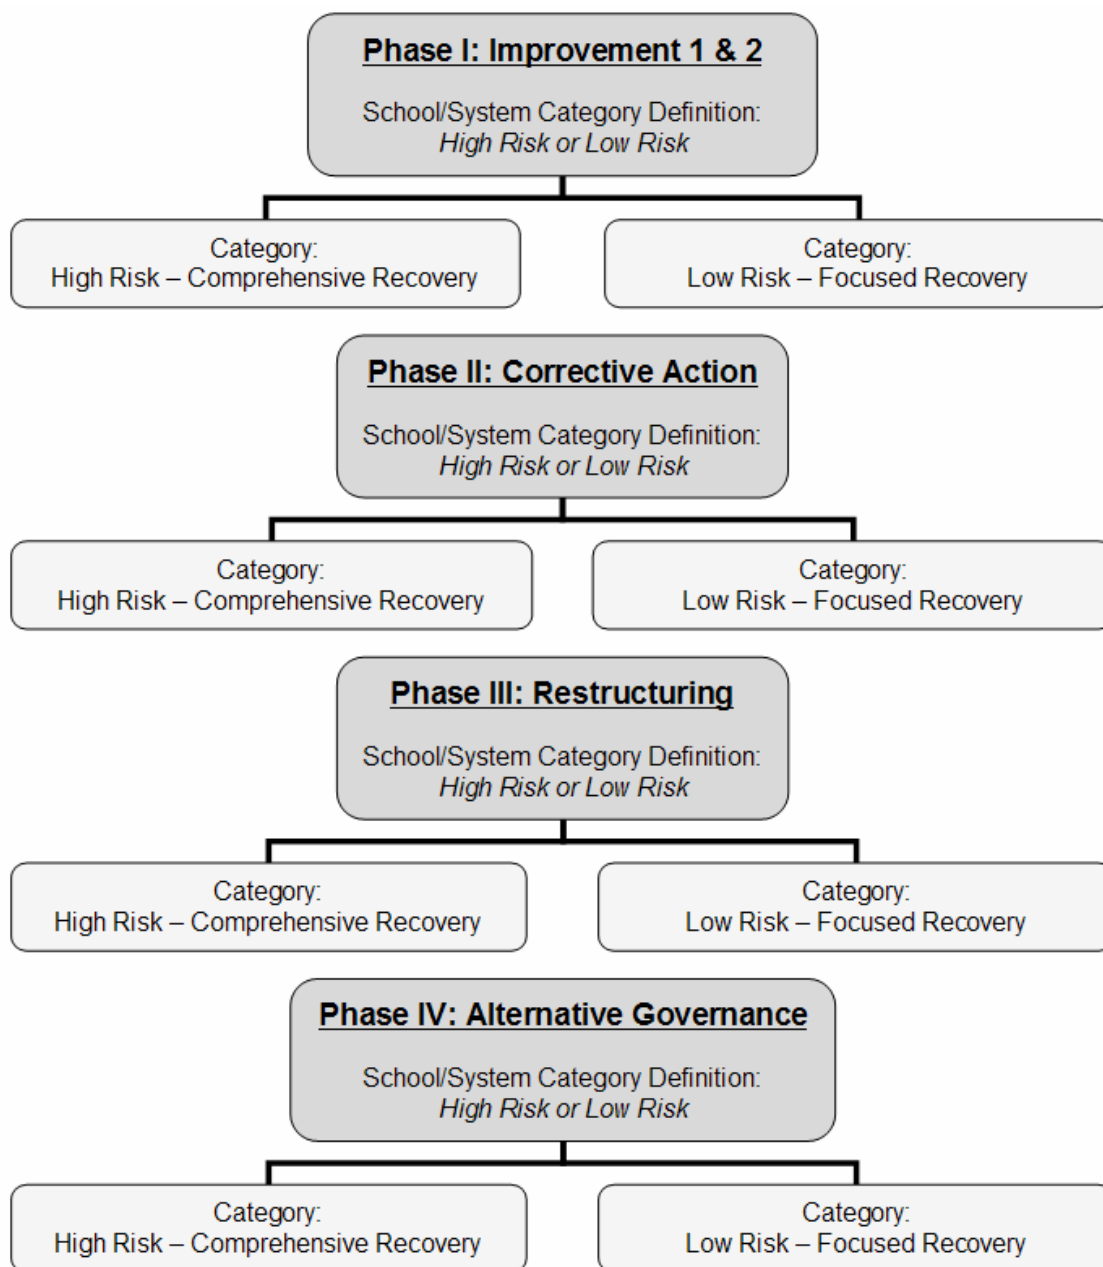 Phase I: Improvement 1 & 2
School/System Category Definition:
High Risk or Low Risk
Category:
High Risk – Comprehensive Recovery
Category:
Low Risk – Focused Recovery
Phase II: Corrective Action
School/System Category Definition:
High Risk or Low Risk
Category:
High Risk – Comprehensive Recovery
Category:
Low Risk – Focused Recovery
Phase III: Restructuring
School/System Category Definition:
High Risk or Low Risk
Category:
High Risk – Comprehensive Recovery
Category:
Low Risk – Focused Recovery
Phase IV: Alternative Governance
School/System Category Definition:
High Risk or Low Risk
Category:
High Risk – Comprehensive Recovery
Category:
Low Risk – Focused Recovery